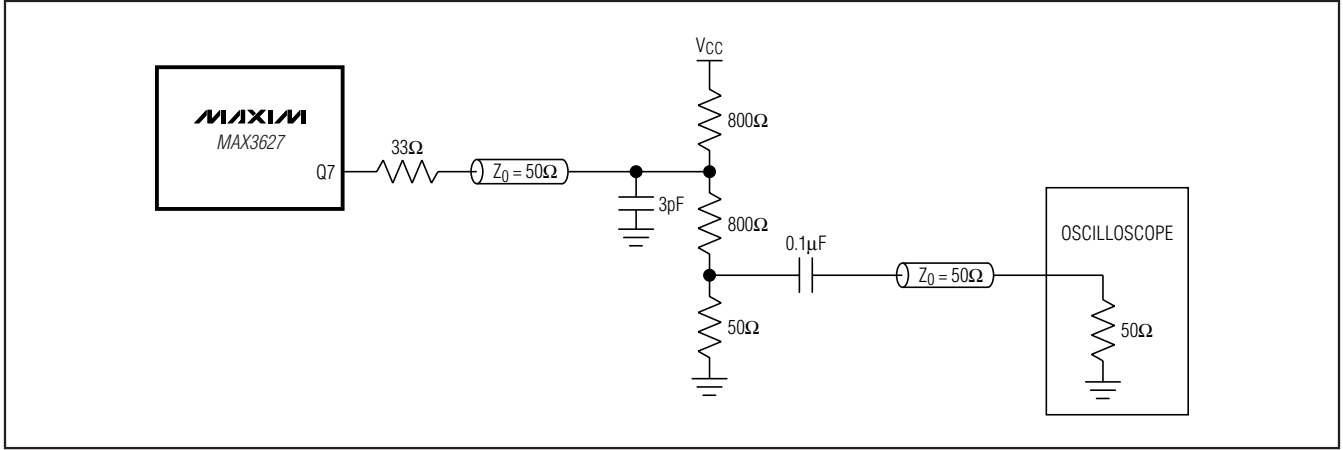 VCC
800Ω
MAXIM
MAX3627
33Ω
Q7
Z0 = 50Ω
3pF
800Ω
0.1μF
OSCILLOSCOPE
Z0 = 50Ω
50Ω
50Ω